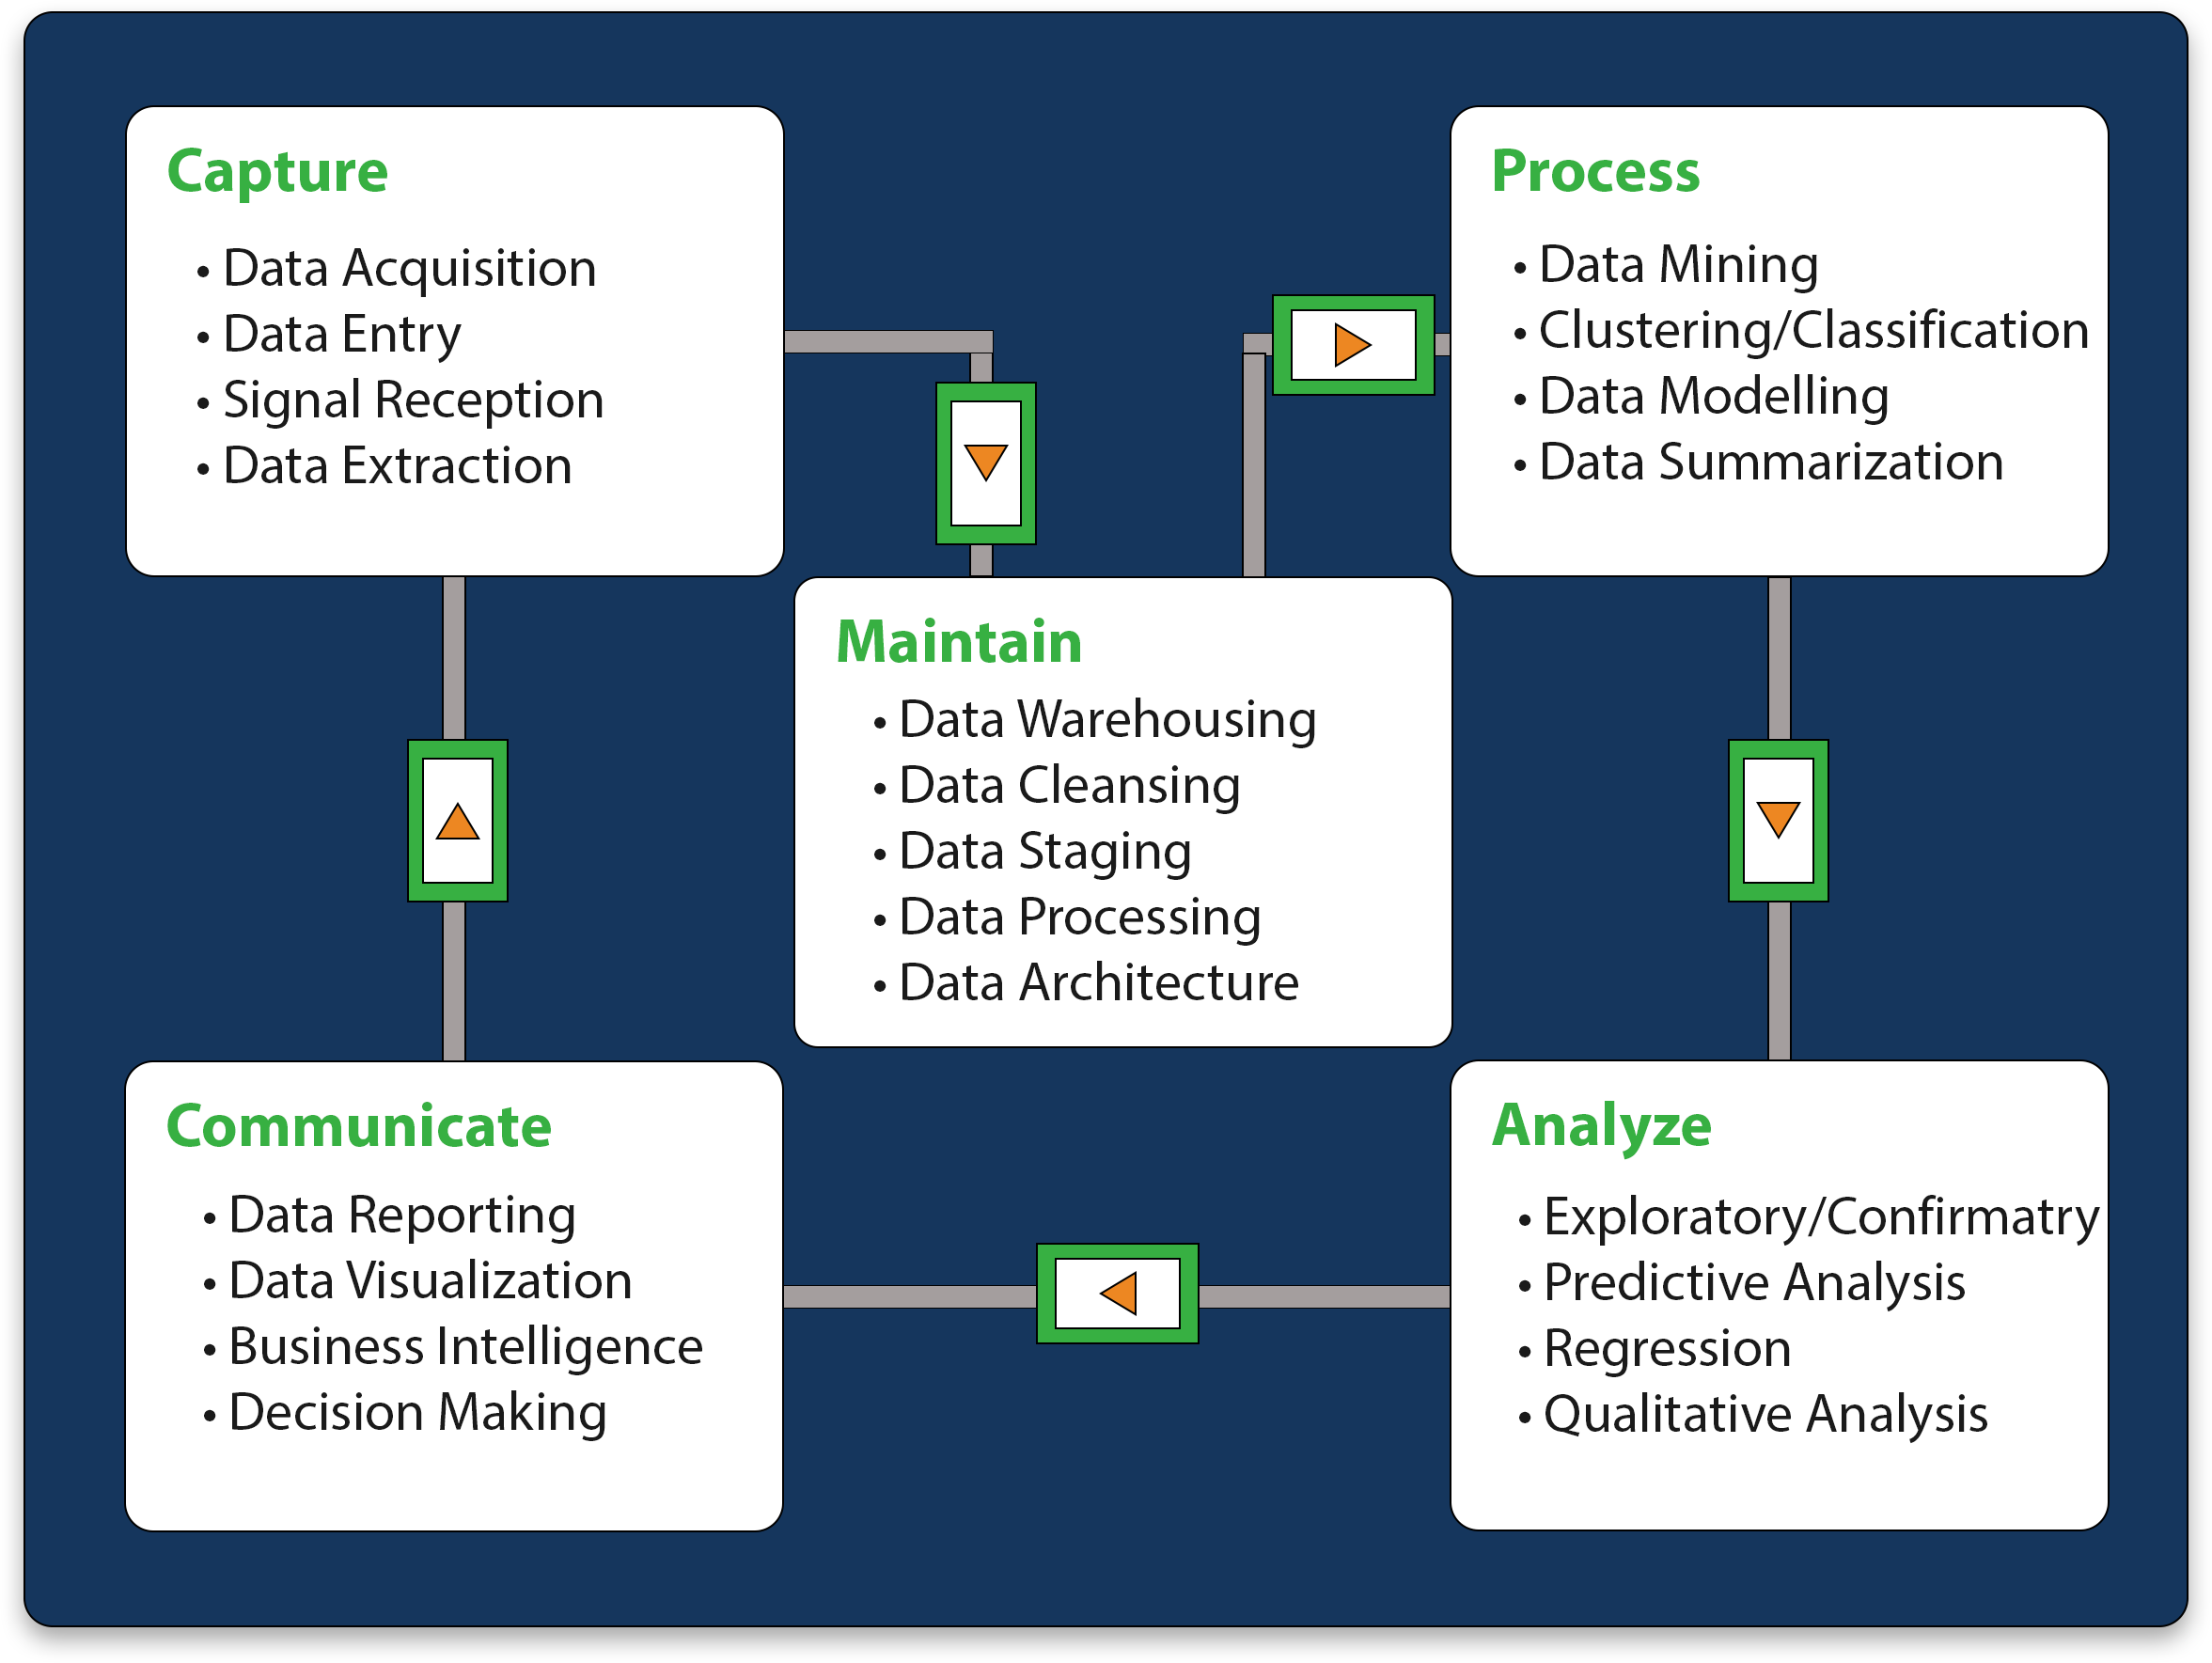 Capture
• Data Acquisition
• Data Entry
• Signal Reception
• Data Extraction
Maintain
• Data Warehousing
• Data Cleansing
• Data Staging
• Data Processing
• Data Architecture
Process
• Data Mining
• Clustering/Classification
• Data Modelling
• Data Summarization
Analyze
• Exploratory/Confirmatry
• Predictive Analysis
• Regression
• Qualitative Analysis
Communicate
• Data Reporting
• Data Visualization
• Business Intelligence
• Decision Making